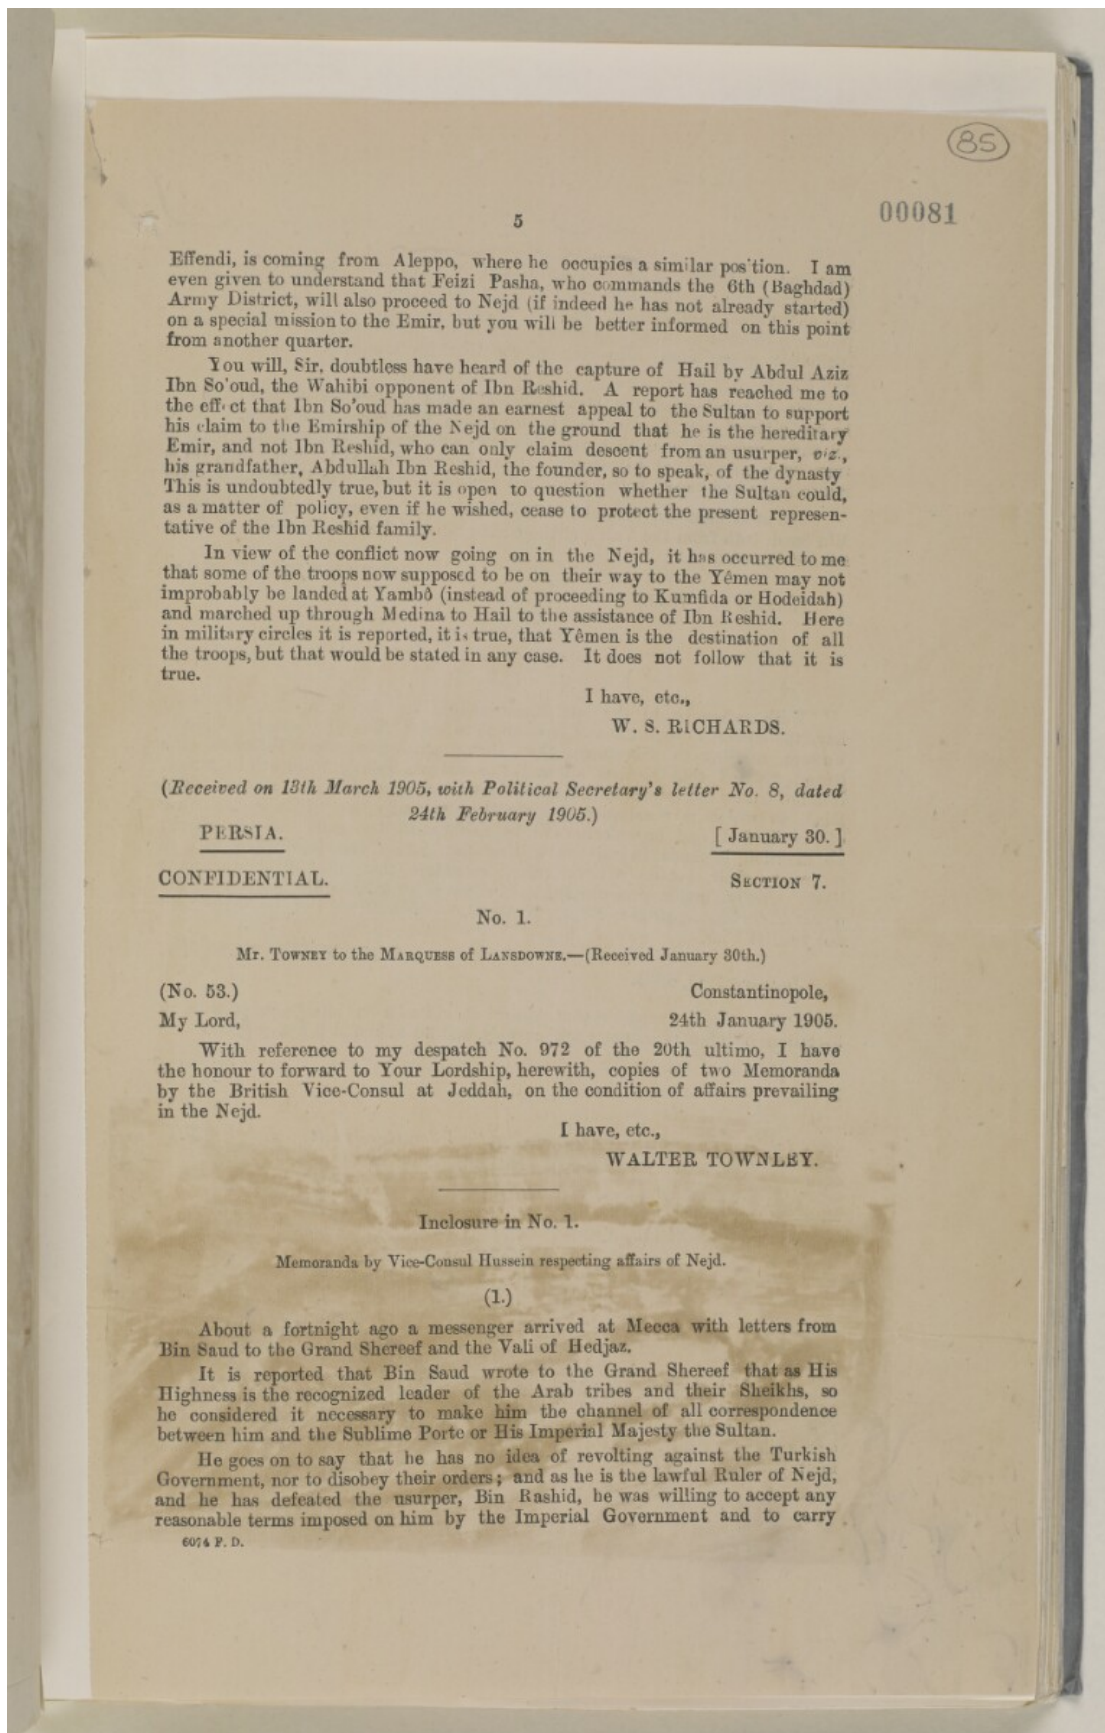 85
00081
5
Effendi, is coming from Aleppo, where he occupies a similar position. I am
even given to understand that Feizi Pasha, who commands the 6th (Baghdad)
Army District, will also proceed to Nejd (if indeed he has not already started)
on a special mission to the Emir, but you will be better informed on this point
from another quarter.
You will, Sir, doubtless have heard of the capture of Hail by Abdul Aziz
Ibn So'oud, the Wahibi opponent of Ibn Reshid. A report has reached me to
the effect that Ibn So'oud has made an earnest appeal to the Sultan to support
his claim to the Emirship of the Nejd on the ground that he is the hereditary
Emir, and not Ibn Reshid, who can only claim descent from an usurper, viz.,
his grandfather, Abdullah Ibn Reshid, the founder, so to speak, of the dynasty
This is undoubtedly true, but it is open to question whether the Sultan could,
as a matter of policy, even if he wished, cease to protect the present represen-
tative of the Ibn Reshid family.
In view of the conflict now going on in the Nejd, it has occurred to me
that some of the troops now supposed to be on their way to the Yêmen may not
improbably be landed at Yambô (instead of proceeding to Kumfida or Hodeidah)
and marched up through Medina to Hail to the assistance of Ibn Reshid. Here
in military circles it is reported, it is true, that Yêmen is the destination of all
the troops, but that would be stated in any case. It does not follow that it is
true.
I have, etc.,
W. S. RICHARDS.
(Received on 13th March 1905, with Political Secretary's letter No. 8, dated
24th February 1905.)
PERSIA. [January 30.]
CONFIDENTIAL. SECTION 7.
No. 1.
Mr. TOWNEY to the MARQUESS of LANSDOWNE.—(Received January 30th.)
(No. 53.) Constantinopole,
My Lord, 24th January 1905.
With reference to my despatch No. 972 of the 20th ultimo, I have
the honour to forward to Your Lordship, herewith, copies of two Memoranda
by the British Vice-Consul at Jeddah, on the condition of affairs prevailing
in the Nejd.
I have, etc.,
WALTER TOWNLEY.
Inclosure in No. 1.
Memoranda by Vice-Consul Hussein respecting affairs of Nejd.
(1.)
About a fortnight ago a messenger arrived at Mecca with letters from
Bin Saud to the Grand Shereef and the Vali of Hedjaz.
It is reported that Bin Saud wrote to the Grand Shereef that as His
Highness is the recognized leader of the Arab tribes and their Sheikhs, so
he considered it necessary to make him the channel of all correspondence
between him and the Sublime Porte or His Imperial Majesty the Sultan.
He goes on to say that he has no idea of revolting against the Turkish
Government, nor to disobey their orders; and as he is the lawful Ruler of Nejd,
and he has defeated the usurper, Bin Rashid, he was willing to accept any
reasonable terms imposed on him by the Imperial Government and to carry
6074 F. D.